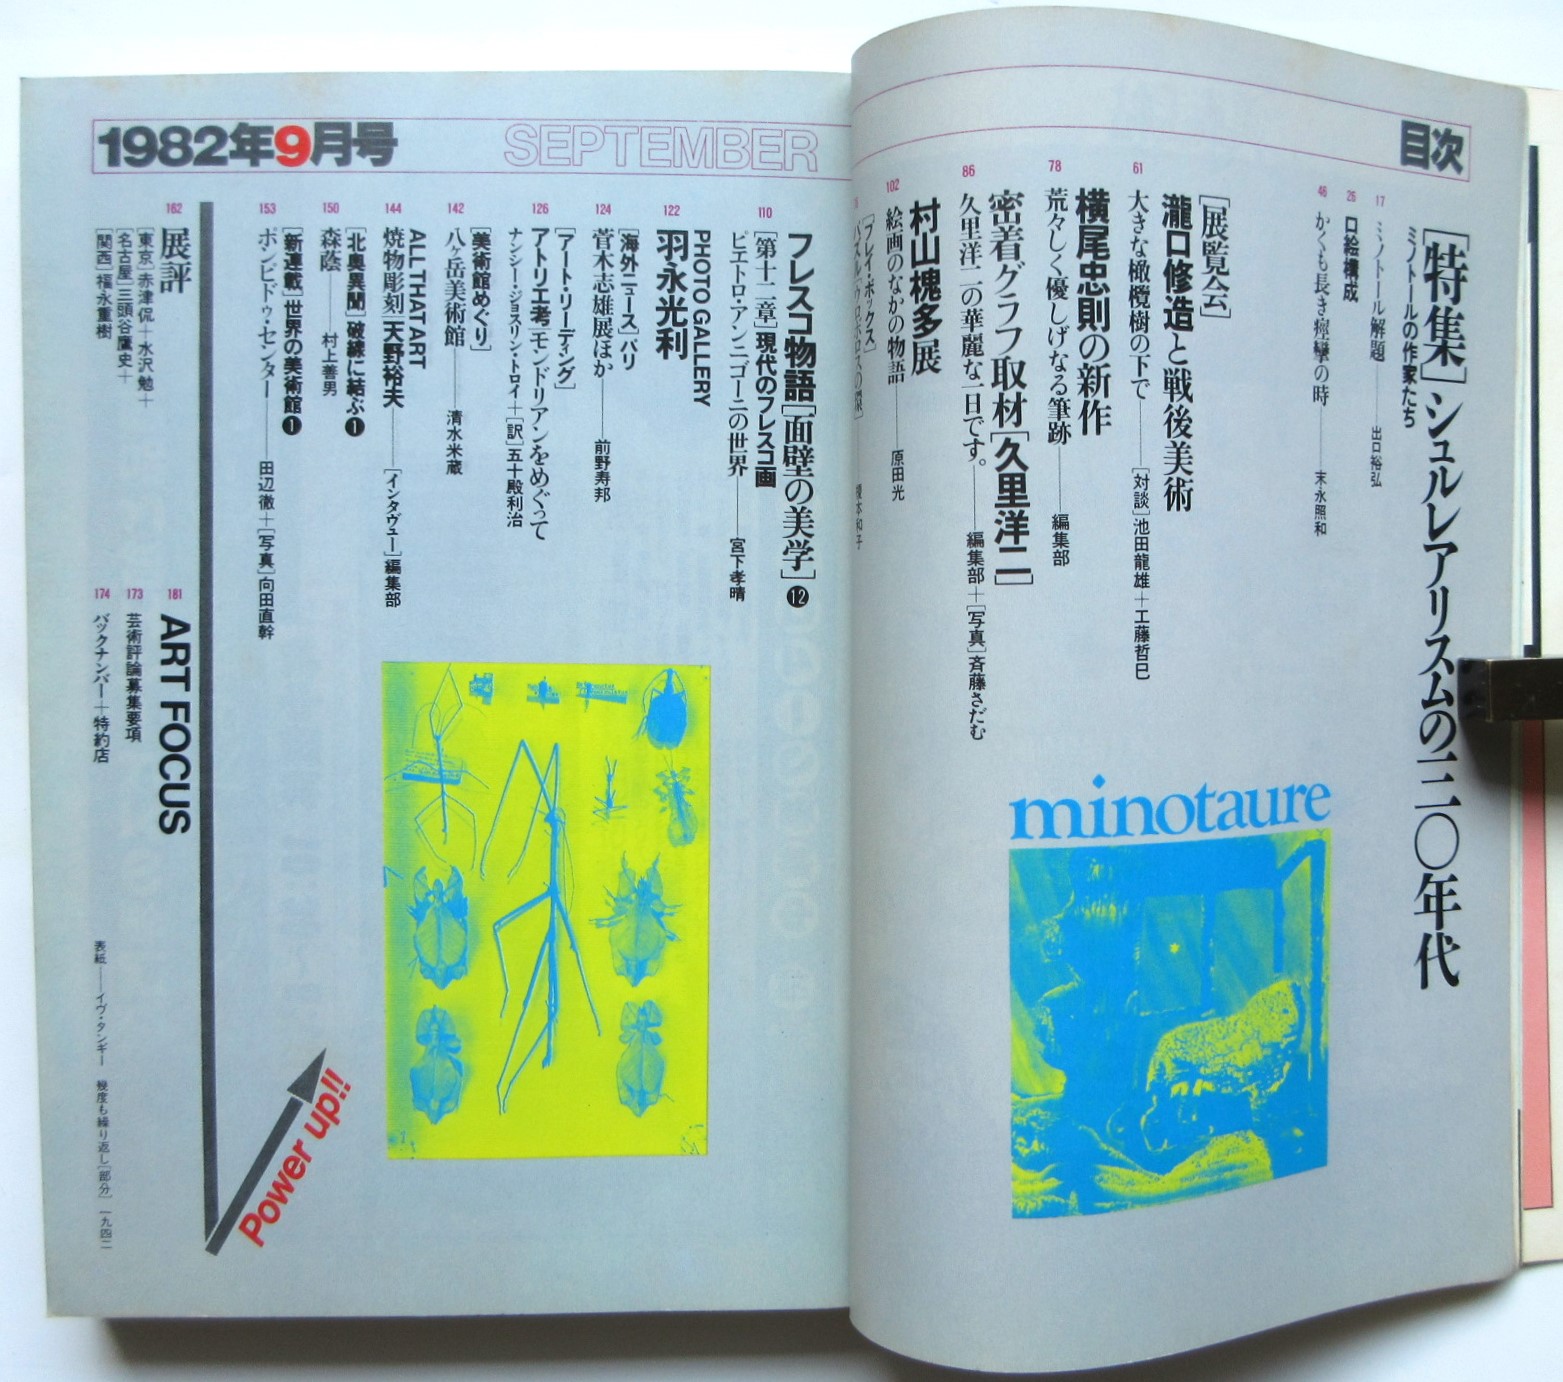 目次
[特集]シュルレアリスムの三〇年代
ミノトールの作家たち
17
ミノトール解題――出口裕弘
26
口絵構成
46
かくも長き痙攣の時――末永照和
[展覧会]
瀧口修造と戦後美術
61
大きな橄欖樹の下で――[対談]池田龍雄+工藤哲巳
横尾忠則の新作
78
荒々しく優しげなる筆跡――編集部
密着グラフ取材[久里洋二]
86
久里洋二の華麗な一日です。――編集部+[写真]斉藤さだむ
村山槐多展
102
絵画のなかの物語――原田光
[プレイ・ボックス]
minotaure
1982年9月号
SEPTEMBER
フレスコ物語[面壁の美学]⓬
110
[第十二章]現代のフレスコ画
ピエトロ・アンニゴーニの世界――宮下孝晴
PHOTO GALLERY
122
羽永光利
[海外ニュース]パリ
124
菅木志雄展ほか――前野寿邦
[アート・リーディング]
126
アトリエ考[モンドリアンをめぐって
ナンシー・ジョスリン・トロイ+[訳]五十殿利治
[美術館めぐり]
142
八ヶ岳美術館――清水米蔵
ALL THAT ART
144
焼物彫刻[天野裕夫――[インタヴュー]編集部
[北奥異聞]破線に結ぶ❶
150
森蔭――村上善男
[新連載]世界の美術館❶
153
ポンピドゥ・センター――田辺徹+[写真]向田直幹
162
展評
[東京]赤津侃+水沢勉+
[名古屋]三頭谷鷹史+
[関西]福永重樹
181
ART FOCUS
173
芸術評論募集要項
174
バックナンバー+特約店
表紙――イヴ・タンギー 幾度も繰り返し[部分] 一九四二
Power up!!